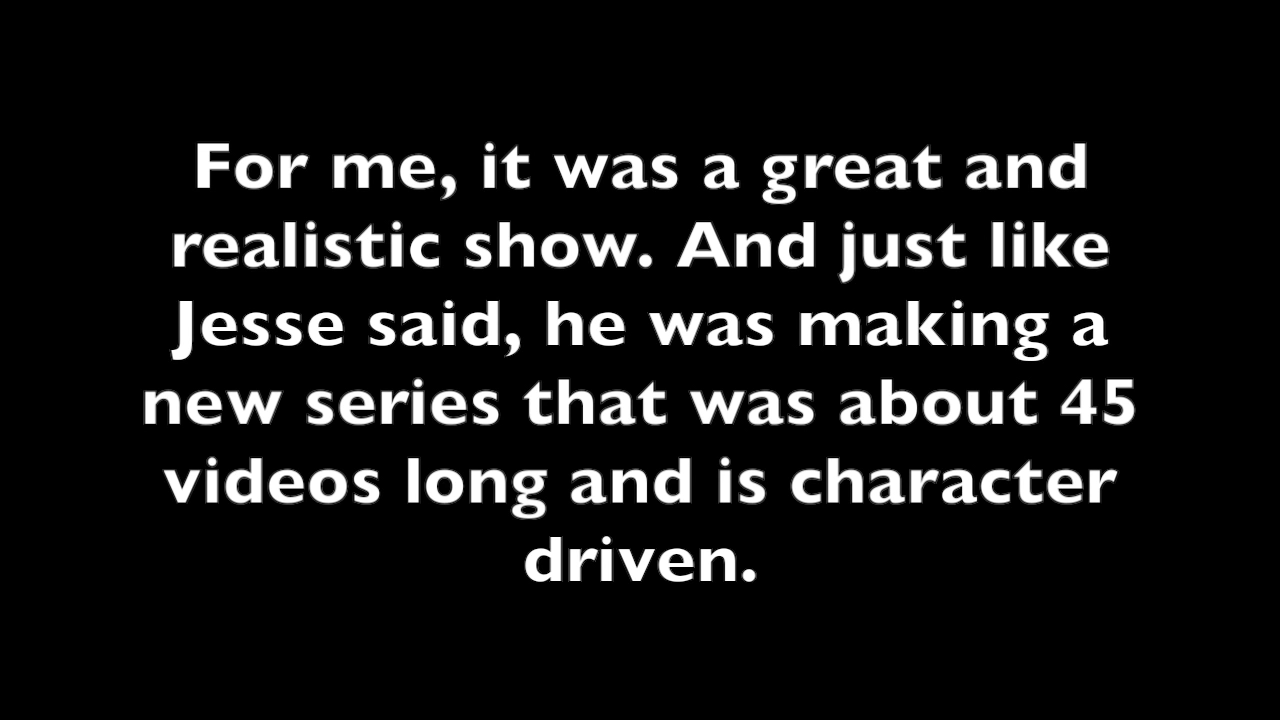 For me, it was a great and
realistic show. And just like
Jesse said, he was making a
new series that was about 45
videos long and is character
driven.